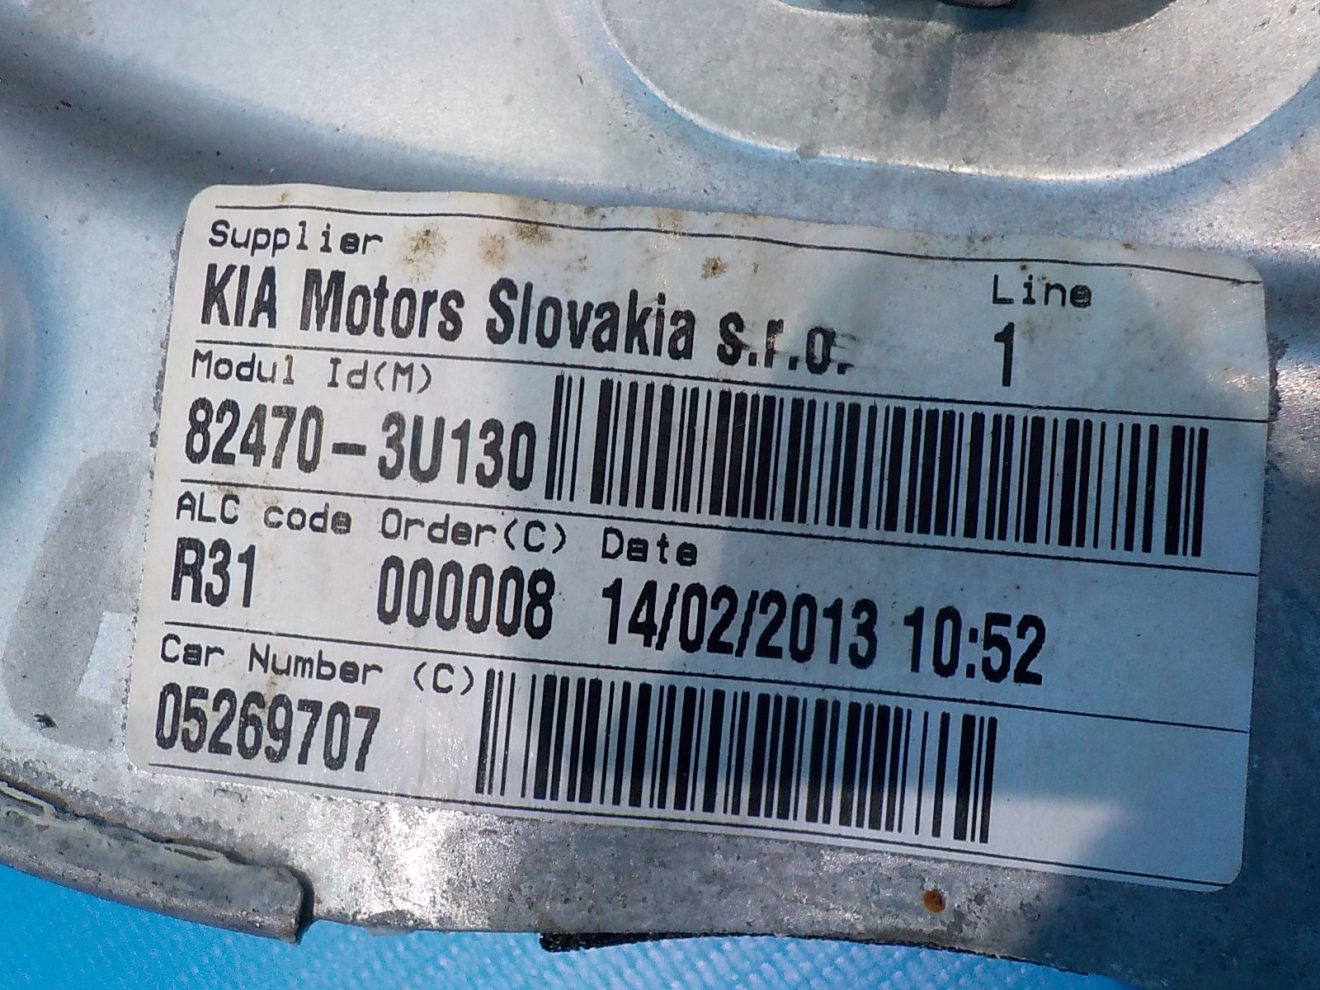 Supplier
Line
KIA Motors Slovakia s.r.o.
1
Modul Id(M)
82470-3U130
ALC code Order(C) Date
R31 000008 14/02/2013 10:52
Car Number (C)
05269707